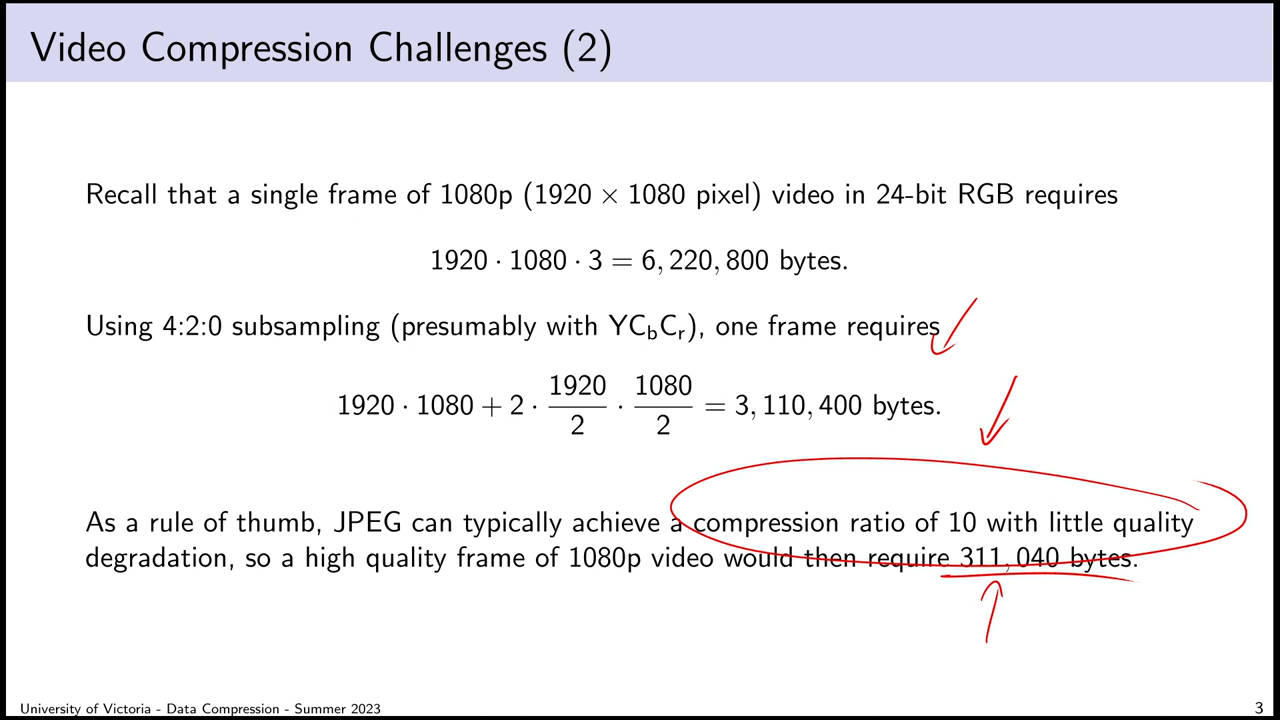 Video Compression Challenges (2)
Recall that a single frame of 1080p (1920 × 1080 pixel) video in 24-bit RGB requires
1920 · 1080 · 3 = 6, 220, 800 bytes.
Using 4:2:0 subsampling (presumably with YCbCr), one frame requires
1920 · 1080 + 2 · 1920/2 · 1080/2 = 3, 110, 400 bytes.
As a rule of thumb, JPEG can typically achieve a compression ratio of 10 with little quality
degradation, so a high quality frame of 1080p video would then require 311, 040 bytes.
University of Victoria - Data Compression - Summer 2023
3